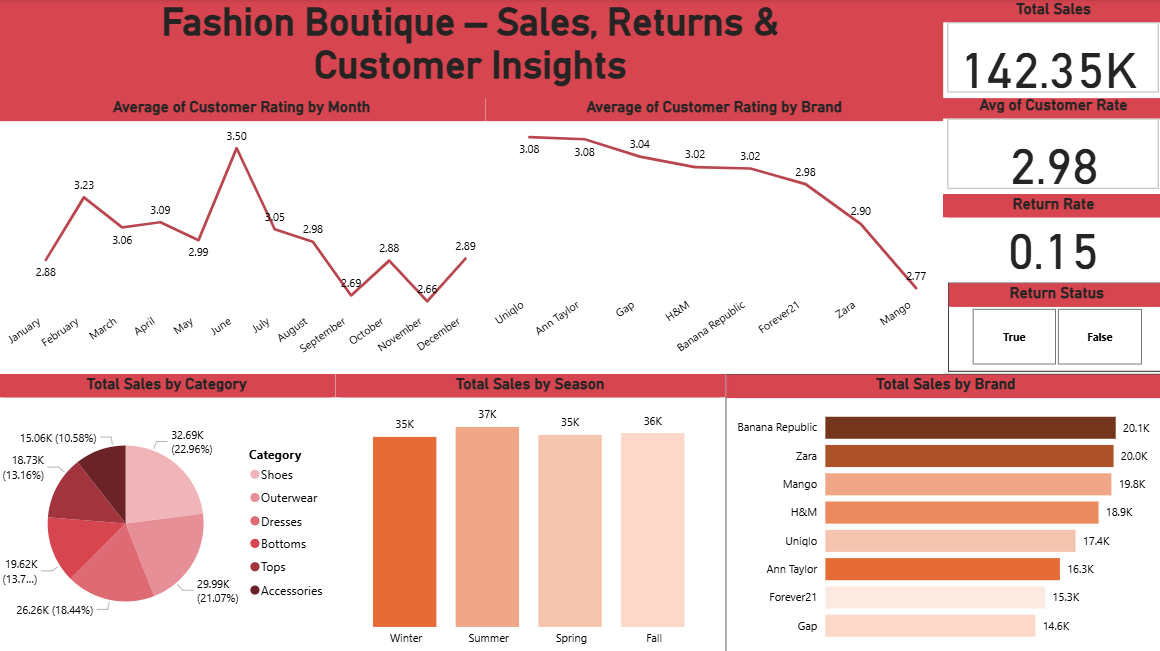 Fashion Boutique – Sales, Returns &
Customer Insights
Total Sales
142.35K
Avg of Customer Rate
2.98
Return Rate
0.15
Return Status
True
False
Average of Customer Rating by Month
2.88
3.23
3.06
3.09
2.99
3.50
3.05
2.98
2.69
2.88
2.66
2.89
January
February
March
April
May
June
July
August
September
October
November
December
Average of Customer Rating by Brand
3.08
3.08
3.04
3.02
3.02
2.98
2.90
2.77
Uniqlo
Ann Taylor
Gap
H&M
Banana Republic
Forever21
Zara
Mango
Total Sales by Category
32.69K
(22.96%)
29.99K
(21.07%)
26.26K (18.44%)
19.62K
(13.7...)
18.73K
(13.16%)
15.06K (10.58%)
Category
Shoes
Outerwear
Dresses
Bottoms
Tops
Accessories
Total Sales by Season
35K
37K
35K
36K
Winter
Summer
Spring
Fall
Total Sales by Brand
Banana Republic 20.1K
Zara 20.0K
Mango 19.8K
H&M 18.9K
Uniqlo 17.4K
Ann Taylor 16.3K
Forever21 15.3K
Gap 14.6K